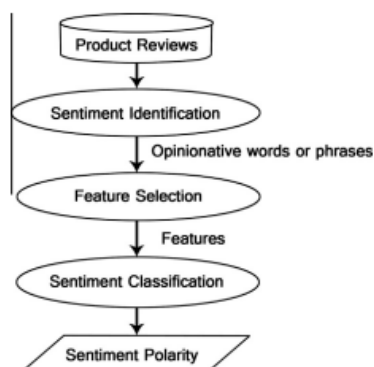 Product Reviews
Sentiment Identification
Opinionative words or phrases
Feature Selection
Features
Sentiment Classification
Sentiment Polarity